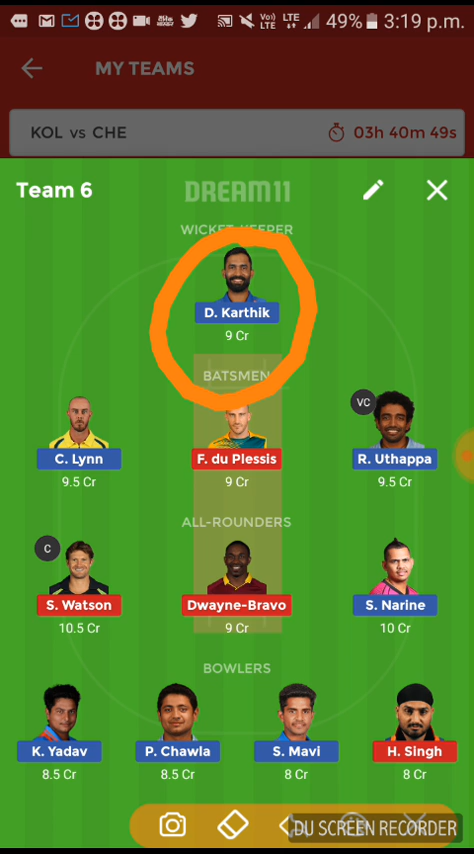 Vo)) LTE LTE 49% 3:19 p.m.
MY TEAMS
KOL vs CHE 03h 40m 49s
Team 6 DREAM11
WICKET-KEEPER
D. Karthik
9 Cr
BATSMEN
VC
C. Lynn F. du Plessis R. Uthappa
9.5 Cr 9 Cr 9.5 Cr
ALL-ROUNDERS
C
S. Watson Dwayne-Bravo S. Narine
10.5 Cr 9 Cr 10 Cr
BOWLERS
K. Yadav P. Chawla S. Mavi H. Singh
8.5 Cr 8.5 Cr 8 Cr 8 Cr
DU SCREEN RECORDER